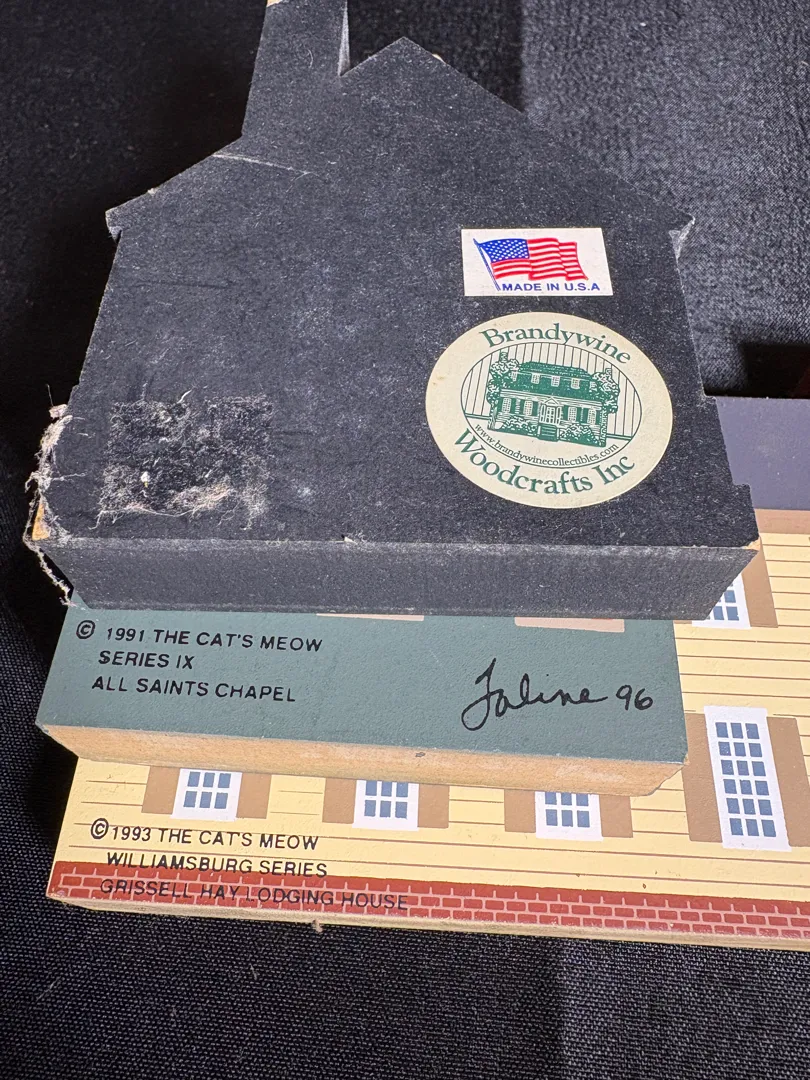 MADE IN U.S.A
Brandywine
www.brandywinecollectibles.com
Woodcrafts Inc
© 1991 THE CAT'S MEOW
SERIES IX
ALL SAINTS CHAPEL
Faline 96
© 1993 THE CAT'S MEOW
WILLIAMSBURG SERIES
GRISSELL HAY LODGING HOUSE